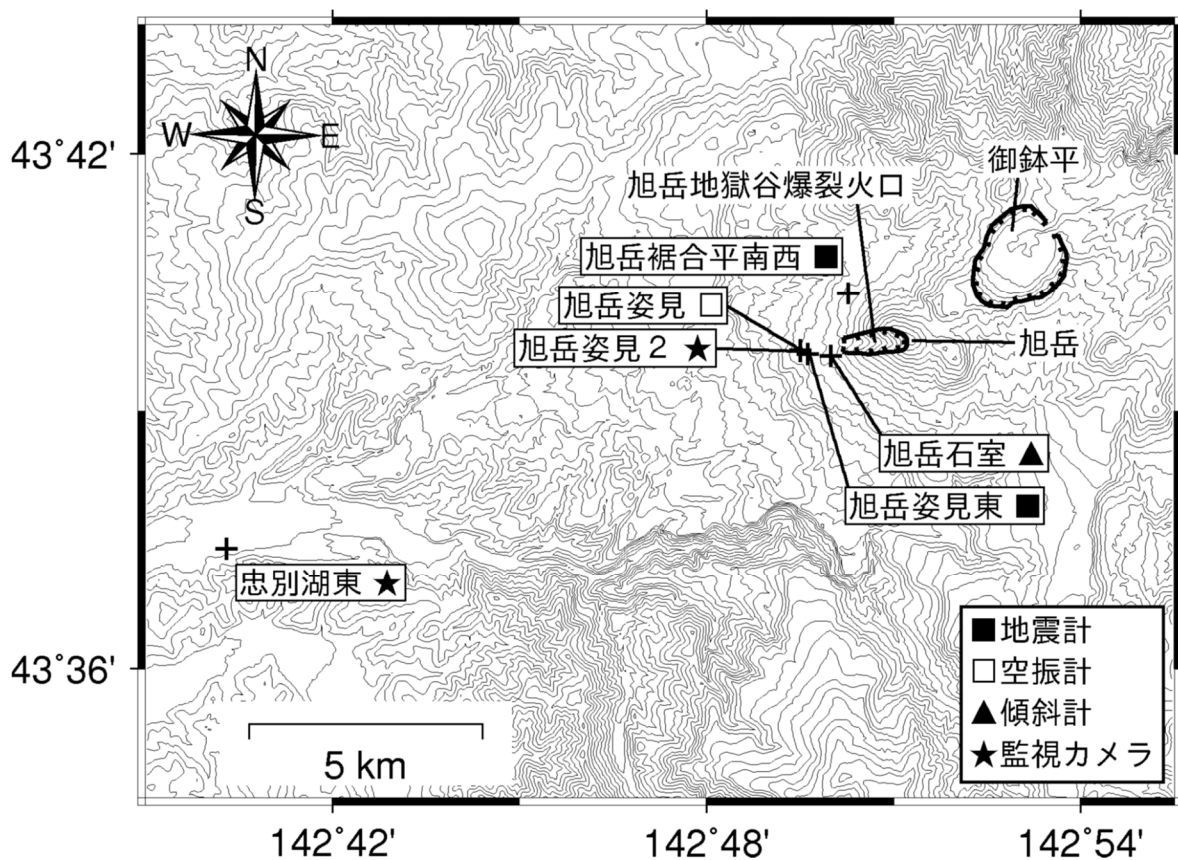 N
W
E
S
43°42'
御鉢平
旭岳地獄谷爆裂火口
旭岳裾合平南西 ■
旭岳姿見 □
旭岳姿見２ ★
旭岳
旭岳石室 ▲
旭岳姿見東 ■
忠別湖東 ★
■地震計
□空振計
▲傾斜計
★監視カメラ
43°36'
5 km
142°42'
142°48'
142°54'